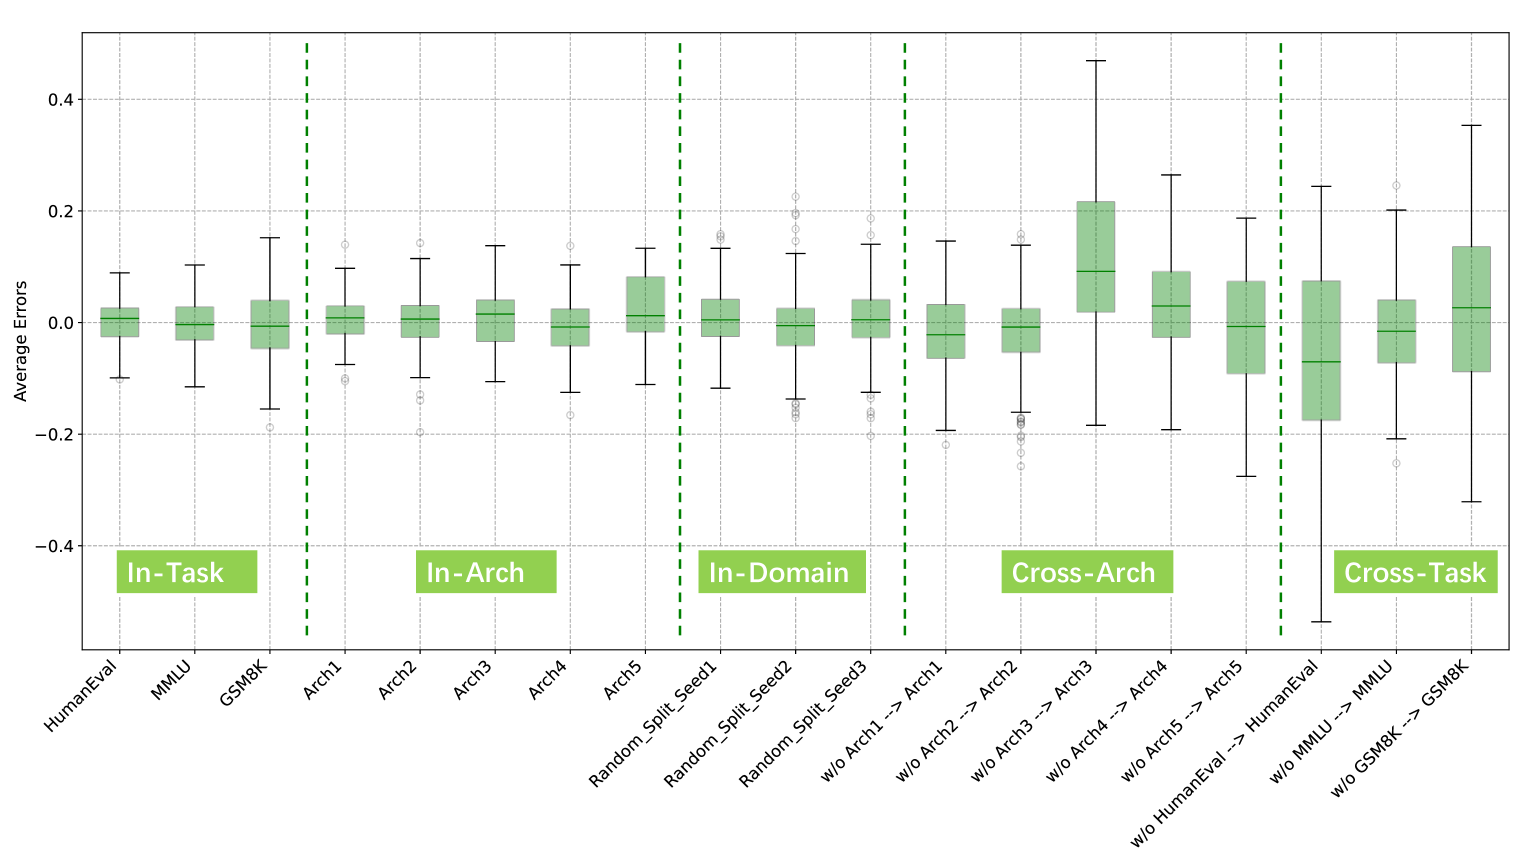 Average Errors
0.4
0.2
0.0
−0.2
−0.4
In-Task
In-Arch
In-Domain
Cross-Arch
Cross-Task
HumanEval
MMLU
GSM8K
Arch1
Arch2
Arch3
Arch4
Arch5
Random_Split_Seed1
Random_Split_Seed2
Random_Split_Seed3
w/o Arch1 --> Arch1
w/o Arch2 --> Arch2
w/o Arch3 --> Arch3
w/o Arch4 --> Arch4
w/o Arch5 --> Arch5
w/o HumanEval --> HumanEval
w/o MMLU --> MMLU
w/o GSM8K --> GSM8K